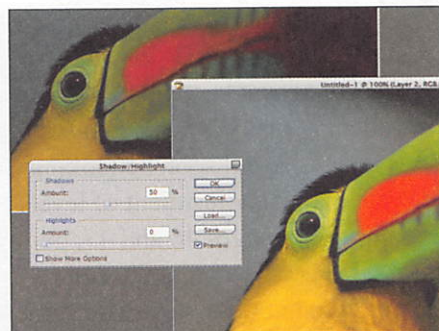 Untitled-1 @ 100% (Layer 2, RGB
Shadow/Highlight
Shadows
Amount: 50 %
Highlights
Amount: 0 %
Show More Options
OK
Cancel
Load...
Save...
Preview